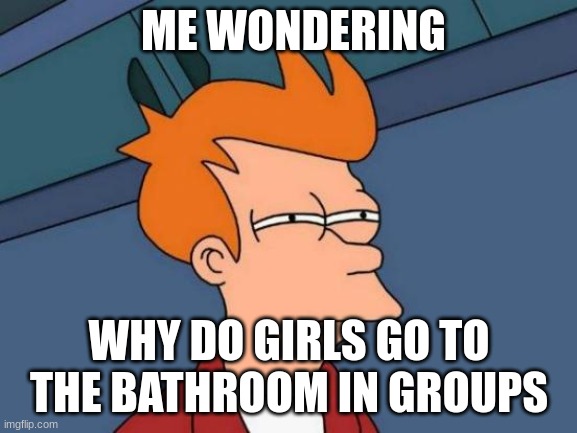 ME WONDERING
WHY DO GIRLS GO TO
THE BATHROOM IN GROUPS
imgflip.com